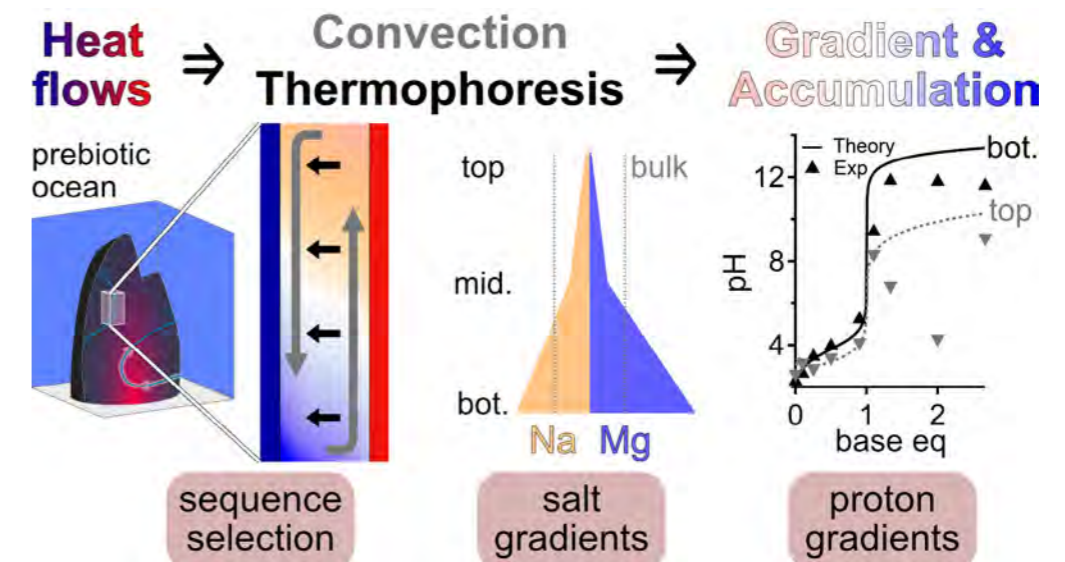 Heat
flows
⇒
Convection
Thermophoresis
⇒
Gradient &
Accumulation
prebiotic
ocean
top
mid.
bot.
bulk
Na
Mg
Theory
Exp
bot.
top
12
8
4
pH
0
1
2
base eq
sequence
selection
salt
gradients
proton
gradients